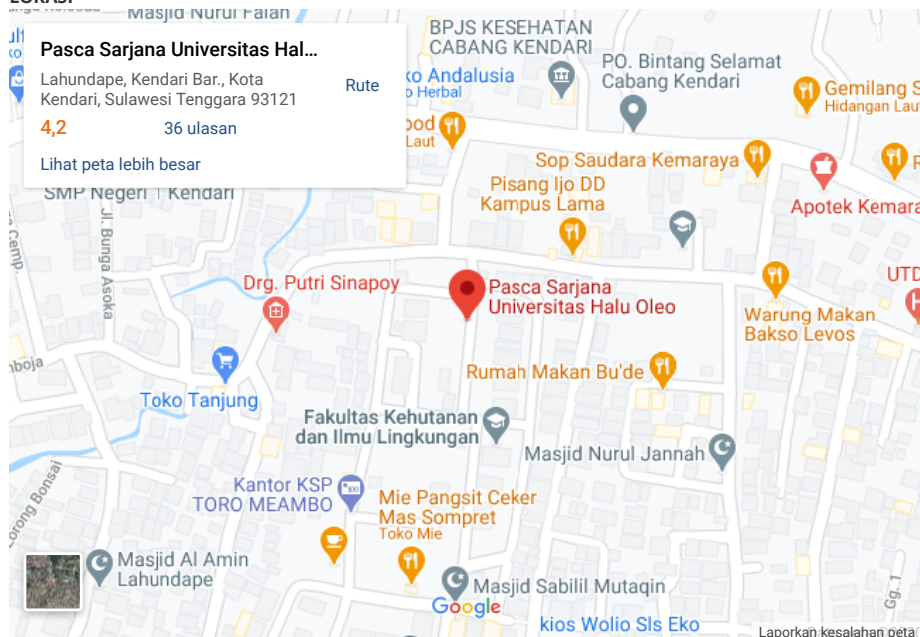 Masjid Nurul Falah
Pasca Sarjana Universitas Hal...
Lahundape, Kendari Bar., Kota
Kendari, Sulawesi Tenggara 93121
Rute
4,2
36 ulasan
Lihat peta lebih besar
BPJS KESEHATAN
CABANG KENDARI
PO. Bintang Selamat
Cabang Kendari
ko Andalusia
o Herbal
Gemilang S
Hidangan Lau
ood
Laut
Sop Saudara Kemaraya
Pisang Ijo DD
Kampus Lama
Apotek Kemara
SMP Negeri 1 Kendari
Jl. Bunga Asoka
Cemp.
Drg. Putri Sinapoy
Pasca Sarjana
Universitas Halu Oleo
UTD
Warung Makan
Bakso Levos
mboja
Toko Tanjung
Rumah Makan Bu'de
Fakultas Kehutanan
dan Ilmu Lingkungan
Masjid Nurul Jannah
Lorong Bonsai
Kantor KSP
TORO MEAMBO
Mie Pangsit Ceker
Mas Sompret
Toko Mie
Masjid Al Amin
Lahundape
Masjid Sabilil Mutaqin
Gg. 1
Google
kios Wolio Sls Eko
Laporkan kesalahan peta